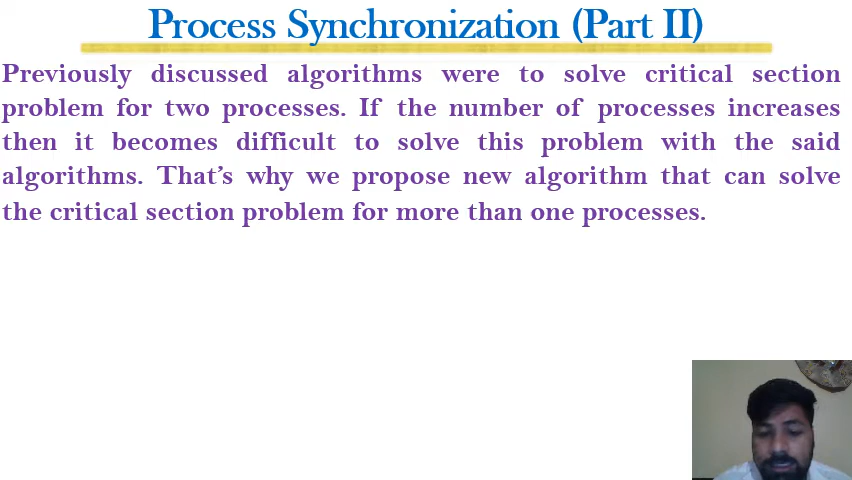 Process Synchronization (Part II)
Previously discussed algorithms were to solve critical section
problem for two processes. If the number of processes increases
then it becomes difficult to solve this problem with the said
algorithms. That's why we propose new algorithm that can solve
the critical section problem for more than one processes.